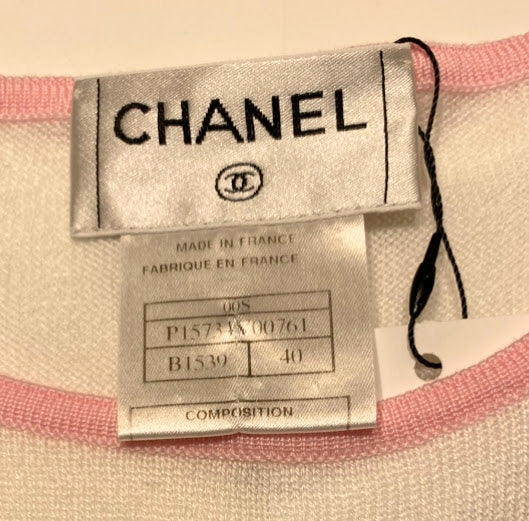 CHANEL
MADE IN FRANCE
FABRIQUE EN FRANCE
00S
P15734V00761
B1539 40
COMPOSITION